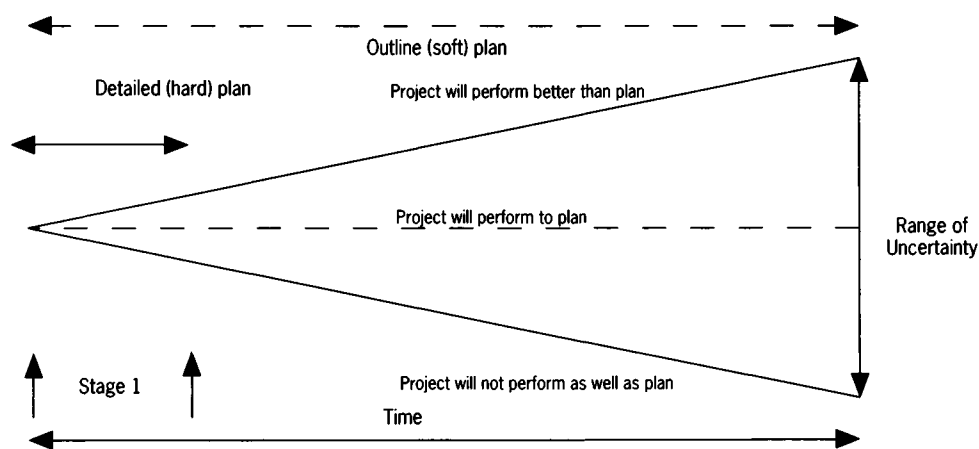 Outline (soft) plan
Detailed (hard) plan
Project will perform better than plan
Project will perform to plan
Range of
Uncertainty
Stage 1
Project will not perform as well as plan
Time